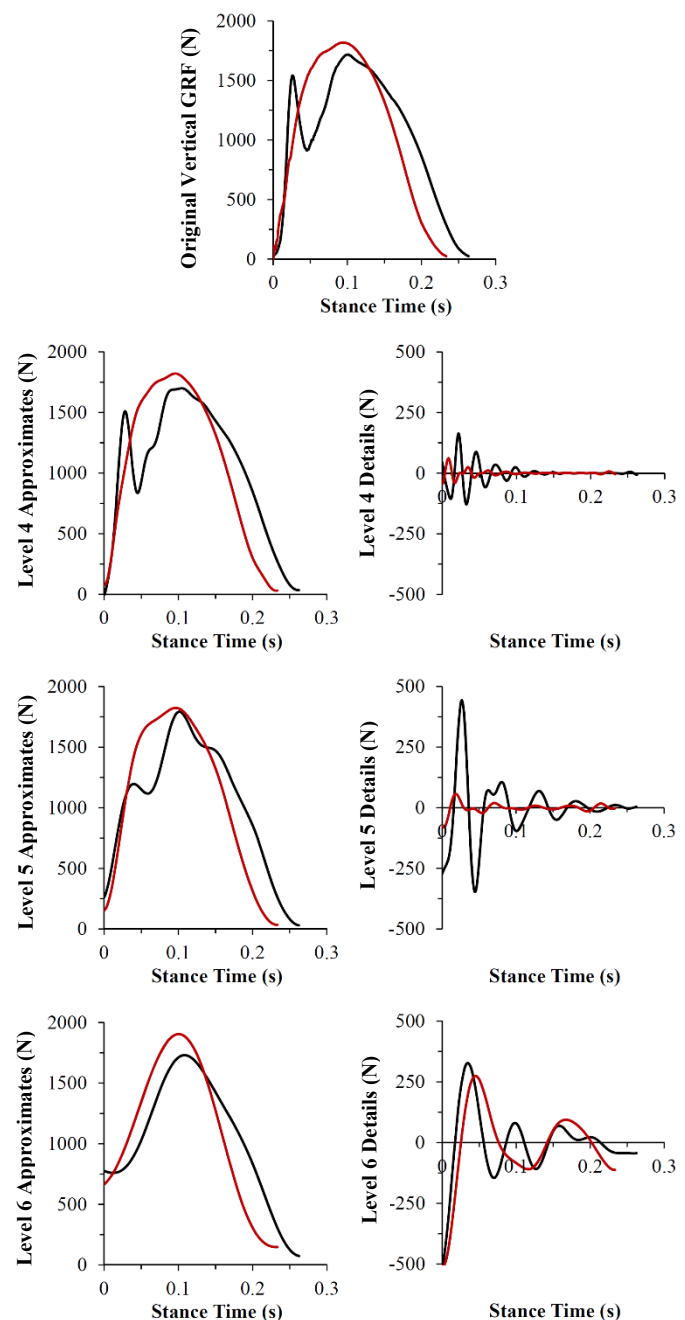 Original Vertical GRF (N)
2000
1500
1000
500
0
0 0.1 0.2 0.3
Stance Time (s)
Level 4 Approximates (N)
2000
1500
1000
500
0
0 0.1 0.2 0.3
Stance Time (s)
Level 4 Details (N)
500
250
0
-250
-500
0 0.1 0.2 0.3
Stance Time (s)
Level 5 Approximates (N)
2000
1500
1000
500
0
0 0.1 0.2 0.3
Stance Time (s)
Level 5 Details (N)
500
250
0
-250
-500
0 0.1 0.2 0.3
Stance Time (s)
Level 6 Approximates (N)
2000
1500
1000
500
0
0 0.1 0.2 0.3
Stance Time (s)
Level 6 Details (N)
500
250
0
-250
-500
0 0.1 0.2 0.3
Stance Time (s)